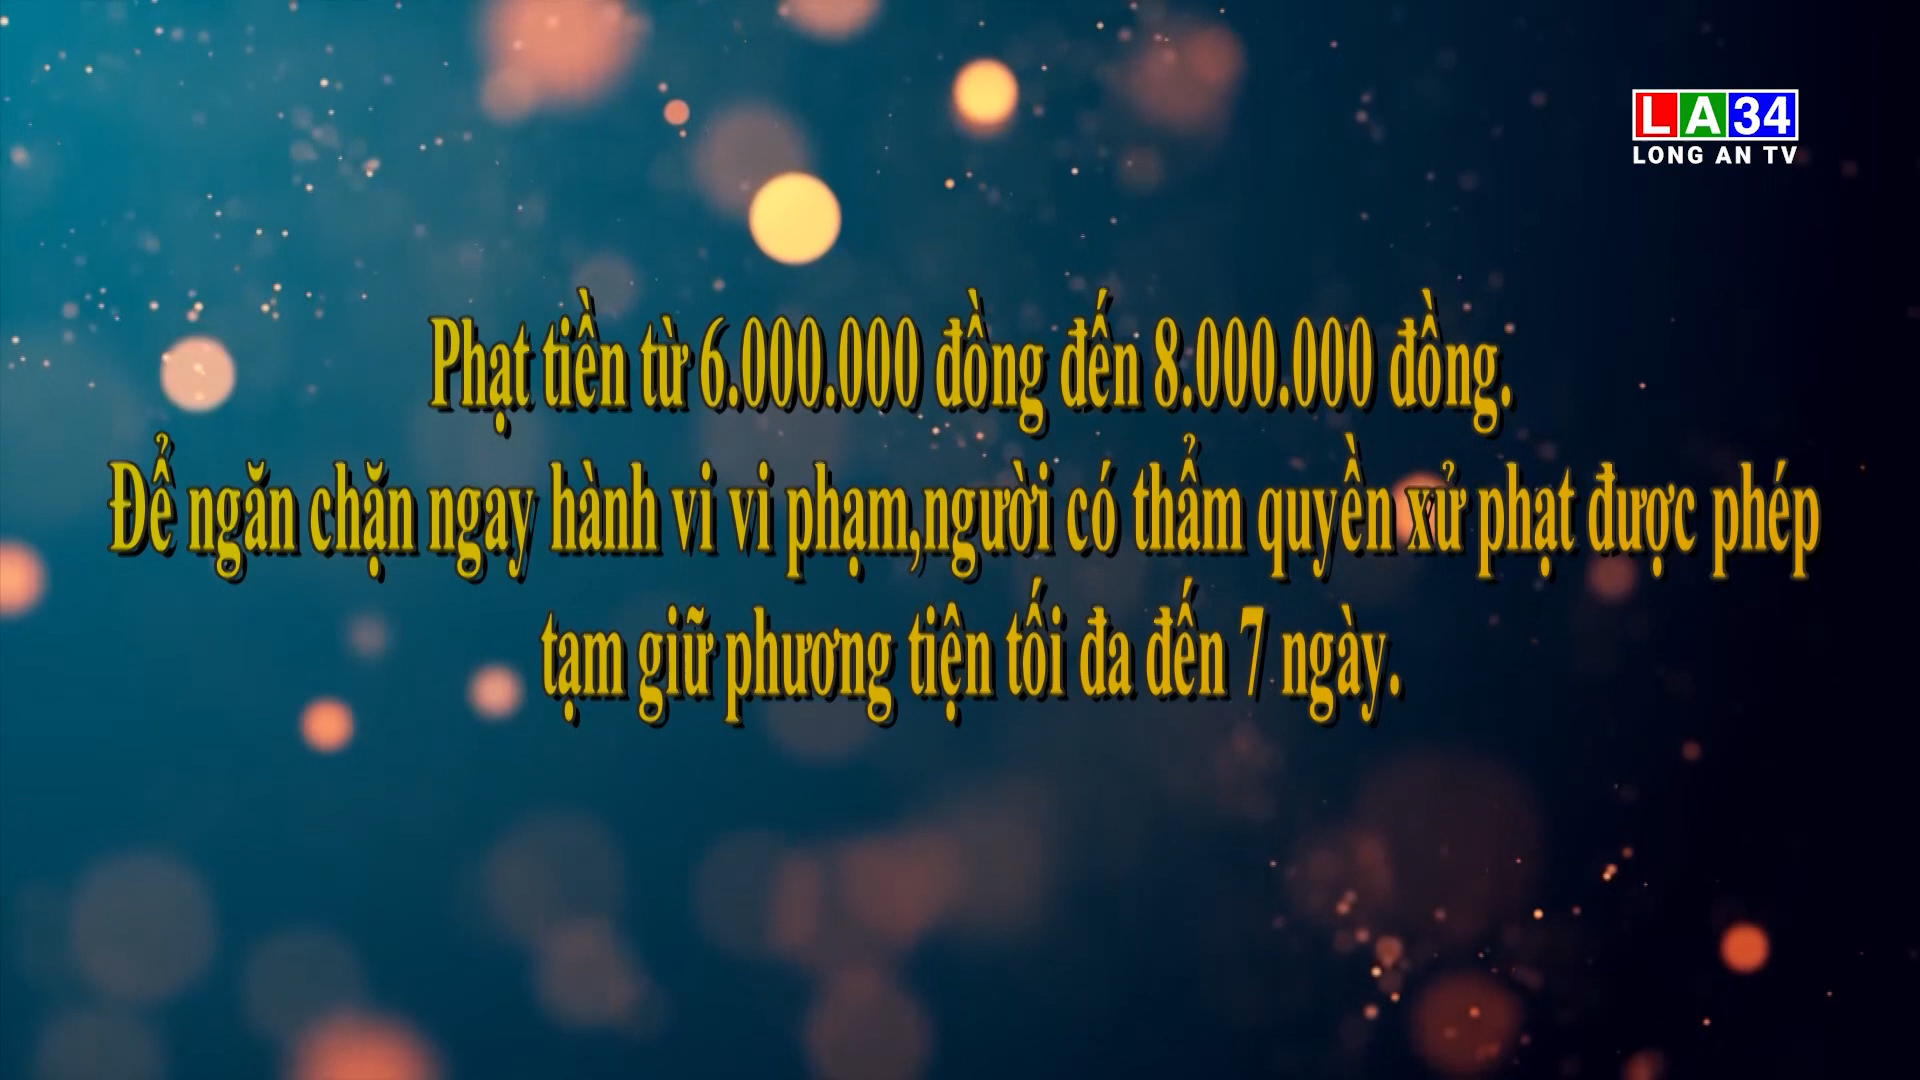 LA34
LONG AN TV
Phạt tiền từ 6.000.000 đồng đến 8.000.000 đồng.
Để ngăn chặn ngay hành vi vi phạm,người có thẩm quyền xử phạt được phép
tạm giữ phương tiện tối đa đến 7 ngày.